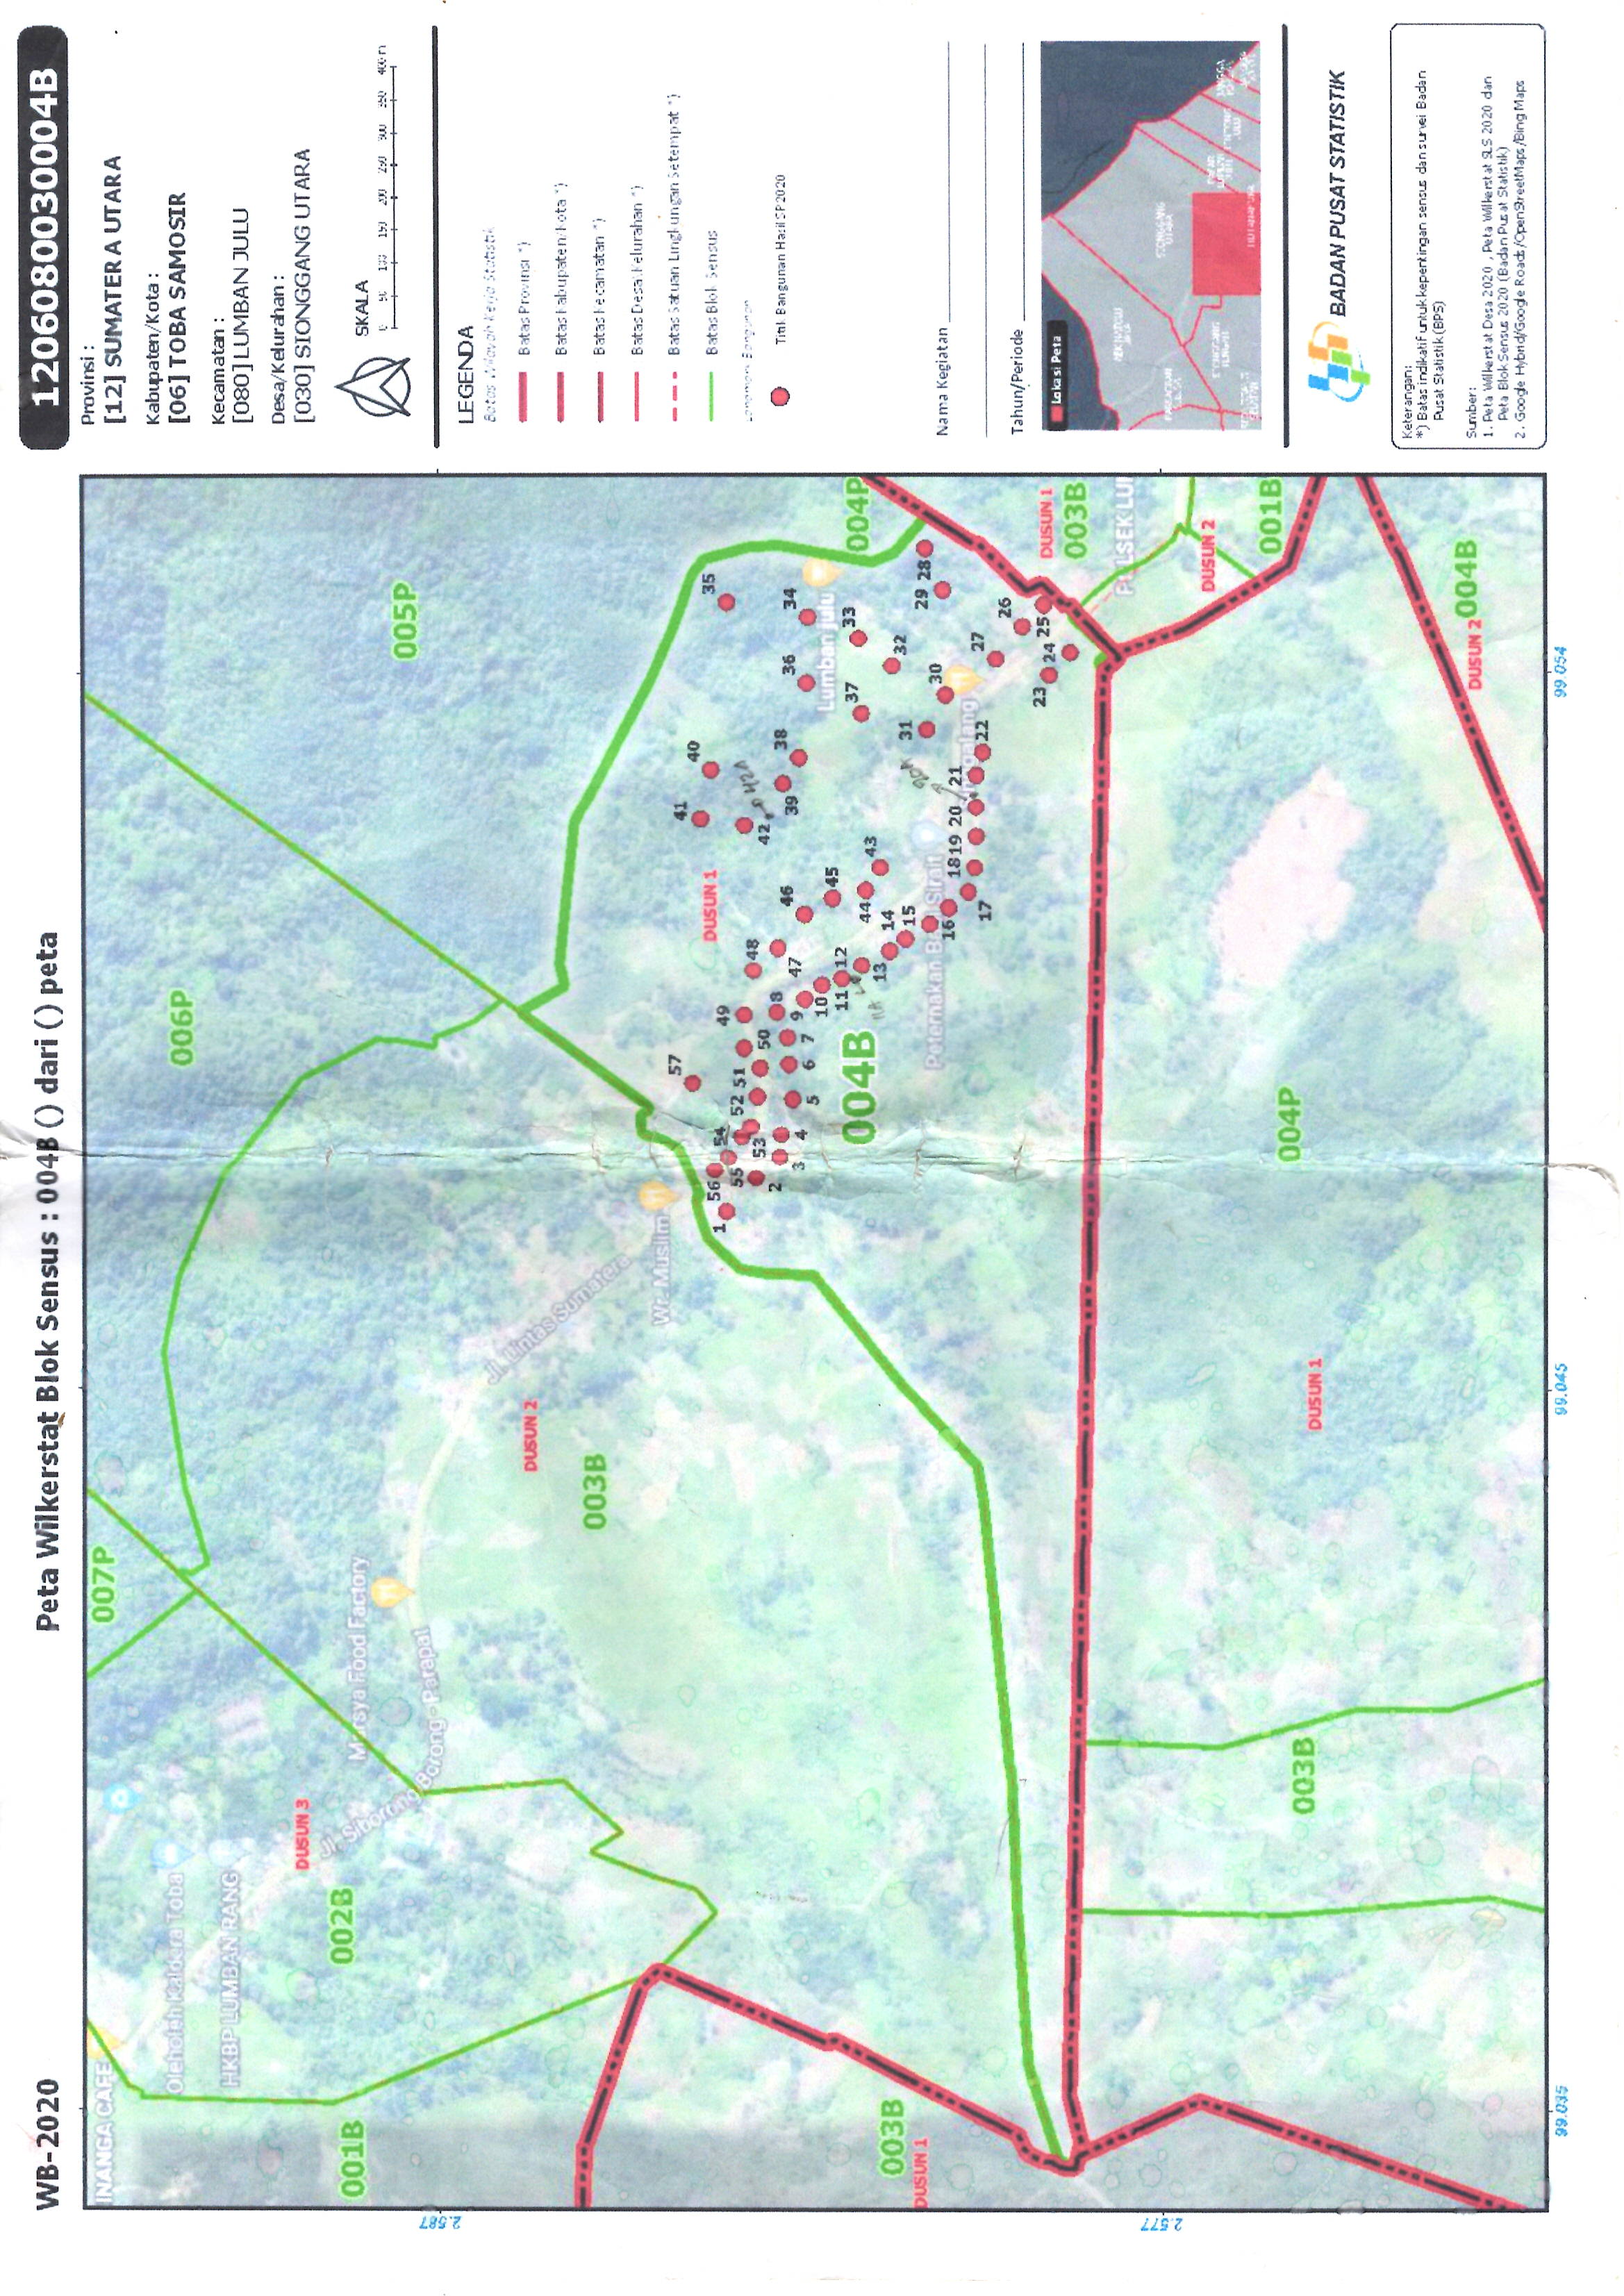 WB-2020
Peta Wilkerstat Blok Sensus : 004B () dari () peta
1206080030004B
Provinsi :
[12] SUMATERA UTARA
Kabupaten/Kota :
[06] TOBA SAMOSIR
Kecamatan :
[080] LUMBAN JULU
Desa/Kelurahan :
[030] SIONGGANG UTARA
SKALA
0 50 100 150 200 250 300 350 400 m
LEGENDA
Batas Wilayah Kerja Statistik
Batas Provinsi *)
Batas Kabupaten/Kota *)
Batas Kecamatan *)
Batas Desa\Kelurahan *)
Batas Satuan Lingkungan Setempat *)
Batas Blok Sensus
Landmark Bangunan
Titik Bangunan Hasil SP2020
Nama Kegiatan
Tahun/Periode
Lokasi Peta
SIONGGANG
UTARA
BADAN PUSAT STATISTIK
Keterangan:
*) Batas indikatif untuk kepentingan sensus dan survei Badan
Pusat Statistik (BPS)
Sumber:
1. Peta Wilkerstat Desa 2020 , Peta Wilkerstat SLS 2020 dan
Peta Blok Sensus 2020 (Badan Pusat Statistik)
2. Google Hybrid/Google Roads/OpenStreetMaps/Bing Maps
INANGA CAFE
007P
Oleholeh Kaldera Toba
006P
HKBP LUMBAN RANG
DUSUN 3
002B
001B
Marsya Food Factory
Jl. Siborong Borong - Parapat
005P
2.587
Jl. Lintas Sumatera
DUSUN 2
003B
Wr. Muslim
57
41
40
DUSUN 1
35
1
56
54
49
55
52
51
48
42
42A
2
53
50
8
39
38
3
4
5
6
7
9
47
46
36
34
10
Lumban julu
11
12
45
004B
37
33
004P
11A
13
44
43
14
32
003B
DUSUN 1
15
31
20A
29
28
Peternakan Babi Sirait
16
30
17
18
19
20
21
22
27
26
23
24
25
DUSUN 1
003B
POLSEK LUM
2.577
DUSUN 2
001B
004P
003B
DUSUN 1
DUSUN 2
004B
99.035
99.045
99.054